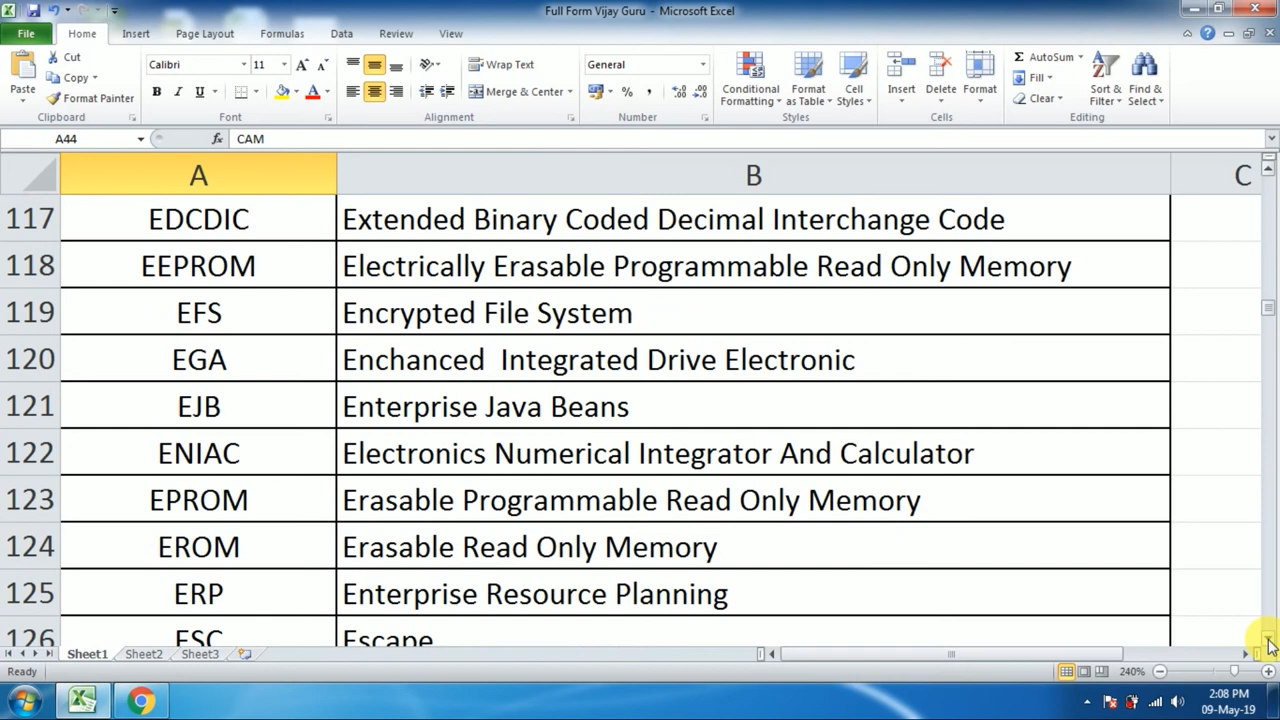 Full Form Vijay Guru - Microsoft Excel
File Home Insert Page Layout Formulas Data Review View
Paste
Cut
Copy
Format Painter
Calibri 11
B I U
Wrap Text
Merge & Center
General
Conditional Formatting
Format as Table
Cell Styles
Insert Delete Format
AutoSum
Fill
Clear
Sort & Filter
Find & Select
Clipboard Font Alignment Number Styles Cells Editing
A44 fx CAM
A B C
117 EDCDIC Extended Binary Coded Decimal Interchange Code
118 EEPROM Electrically Erasable Programmable Read Only Memory
119 EFS Encrypted File System
120 EGA Enchanced  Integrated Drive Electronic
121 EJB Enterprise Java Beans
122 ENIAC Electronics Numerical Integrator And Calculator
123 EPROM Erasable Programmable Read Only Memory
124 EROM Erasable Read Only Memory
125 ERP Enterprise Resource Planning
126 ESC Escape
Sheet1 Sheet2 Sheet3
Ready 240%
2:08 PM
09-May-19